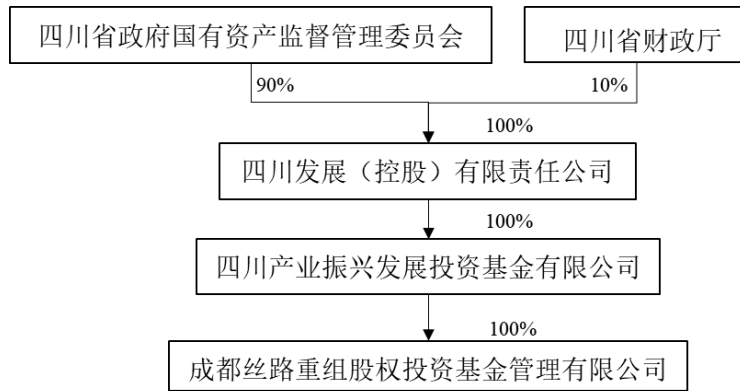 四川省政府国有资产监督管理委员会
四川省财政厅
90%
10%
100%
四川发展（控股）有限责任公司
100%
四川产业振兴发展投资基金有限公司
100%
成都丝路重组股权投资基金管理有限公司